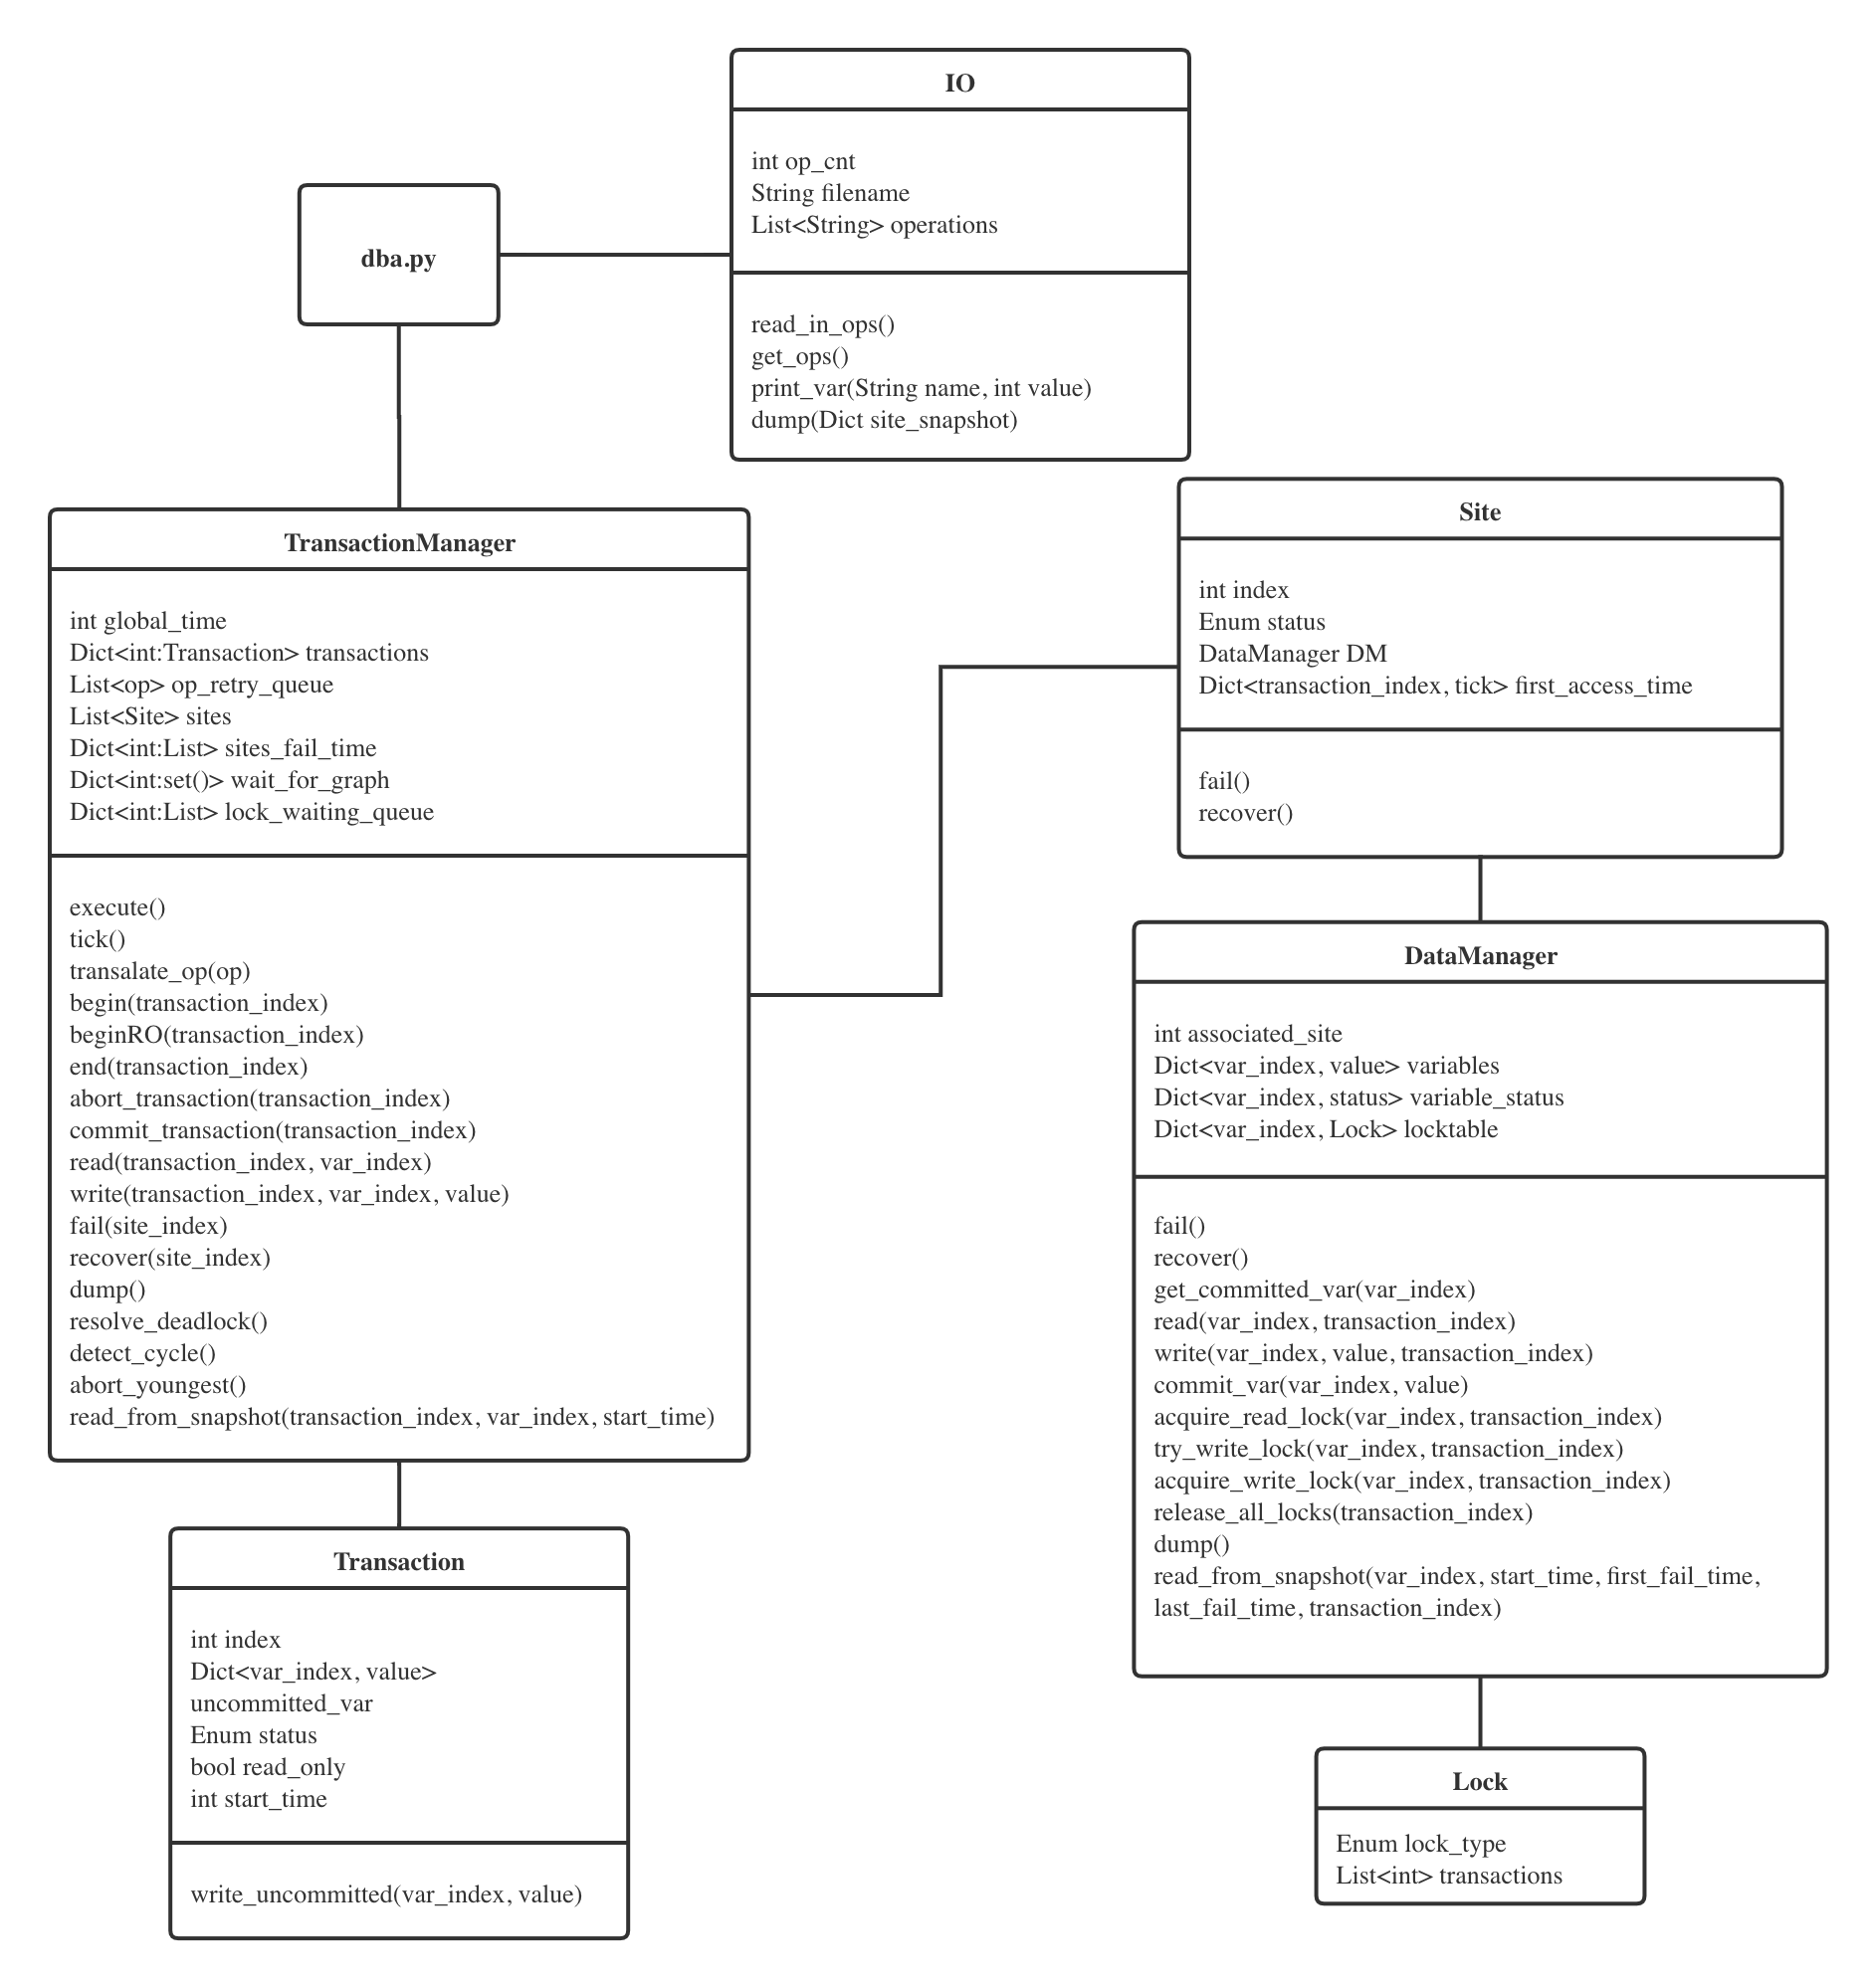 IO
int op_cnt
String filename
List<String> operations
read_in_ops()
get_ops()
print_var(String name, int value)
dump(Dict site_snapshot)
dba.py
TransactionManager
int global_time
Dict<int:Transaction> transactions
List<op> op_retry_queue
List<Site> sites
Dict<int:List> sites_fail_time
Dict<int:set()> wait_for_graph
Dict<int:List> lock_waiting_queue
execute()
tick()
transalate_op(op)
begin(transaction_index)
beginRO(transaction_index)
end(transaction_index)
abort_transaction(transaction_index)
commit_transaction(transaction_index)
read(transaction_index, var_index)
write(transaction_index, var_index, value)
fail(site_index)
recover(site_index)
dump()
resolve_deadlock()
detect_cycle()
abort_youngest()
read_from_snapshot(transaction_index, var_index, start_time)
Site
int index
Enum status
DataManager DM
Dict<transaction_index, tick> first_access_time
fail()
recover()
DataManager
int associated_site
Dict<var_index, value> variables
Dict<var_index, status> variable_status
Dict<var_index, Lock> locktable
fail()
recover()
get_committed_var(var_index)
read(var_index, transaction_index)
write(var_index, value, transaction_index)
commit_var(var_index, value)
acquire_read_lock(var_index, transaction_index)
try_write_lock(var_index, transaction_index)
acquire_write_lock(var_index, transaction_index)
release_all_locks(transaction_index)
dump()
read_from_snapshot(var_index, start_time, first_fail_time,
last_fail_time, transaction_index)
Transaction
int index
Dict<var_index, value>
uncommitted_var
Enum status
bool read_only
int start_time
write_uncommitted(var_index, value)
Lock
Enum lock_type
List<int> transactions